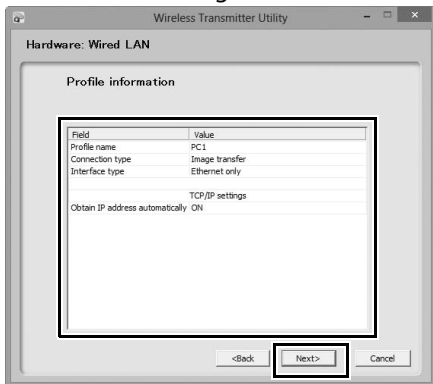 Wireless Transmitter Utility
Hardware: Wired LAN
Profile information
Field Value
Profile name PC1
Connection type Image transfer
Interface type Ethernet only
TCP/IP settings
Obtain IP address automatically ON
<Back Next> Cancel